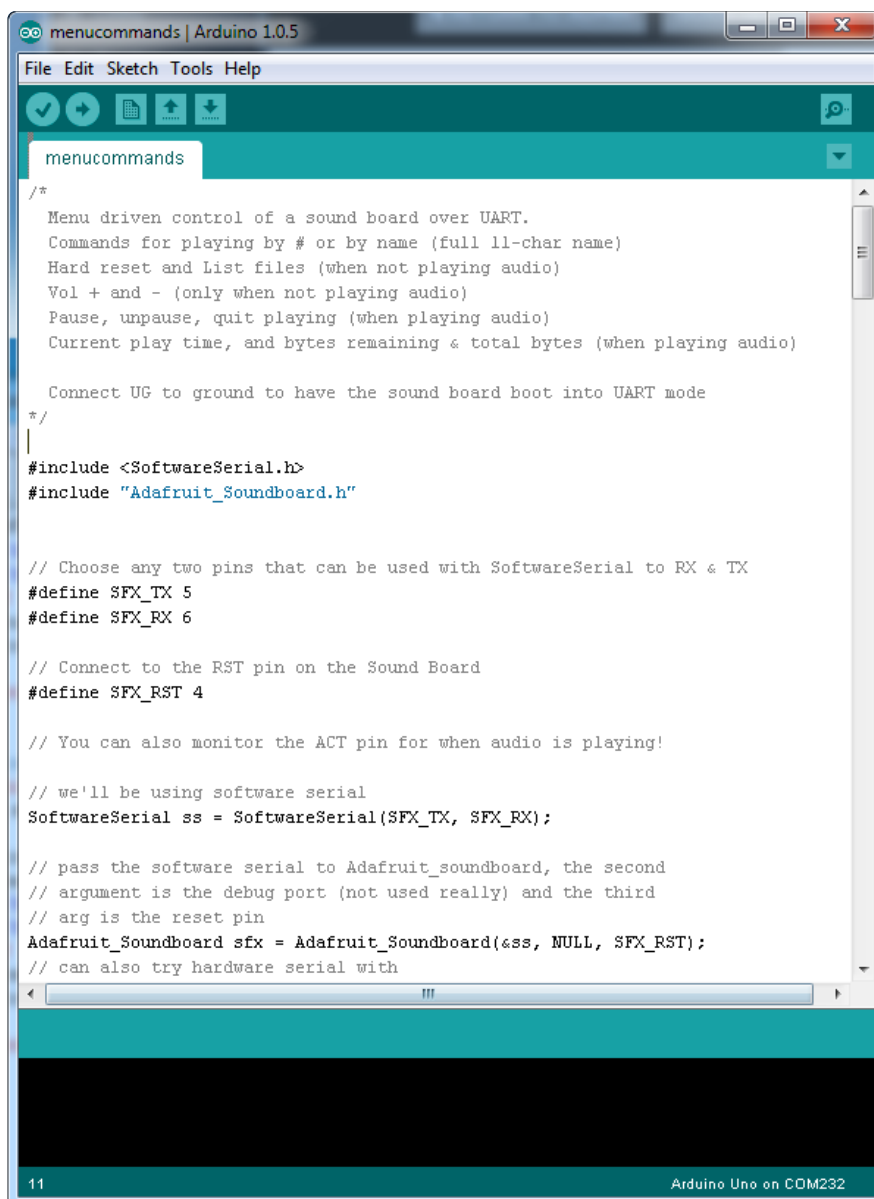 menucommands | Arduino 1.0.5
File Edit Sketch Tools Help
menucommands
/*
Menu driven control of a sound board over UART.
Commands for playing by # or by name (full 11-char name)
Hard reset and List files (when not playing audio)
Vol + and - (only when not playing audio)
Pause, unpause, quit playing (when playing audio)
Current play time, and bytes remaining & total bytes (when playing audio)
Connect UG to ground to have the sound board boot into UART mode
*/
#include <SoftwareSerial.h>
#include "Adafruit_Soundboard.h"
// Choose any two pins that can be used with SoftwareSerial to RX & TX
#define SFX_TX 5
#define SFX_RX 6
// Connect to the RST pin on the Sound Board
#define SFX_RST 4
// You can also monitor the ACT pin for when audio is playing!
// we'll be using software serial
SoftwareSerial ss = SoftwareSerial(SFX_TX, SFX_RX);
// pass the software serial to Adafruit_soundboard, the second
// argument is the debug port (not used really) and the third
// arg is the reset pin
Adafruit_Soundboard sfx = Adafruit_Soundboard(&ss, NULL, SFX_RST);
// can also try hardware serial with
11
Arduino Uno on COM232